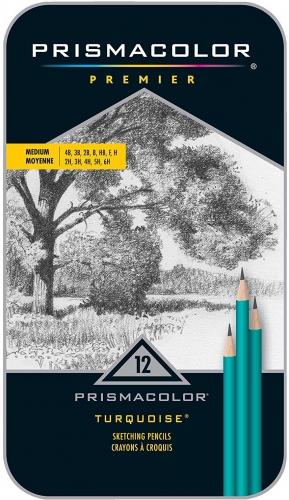 PRISMACOLOR
PREMIER ®
MEDIUM
MOYENNE
4B, 3B, 2B, B, HB, F, H
2H, 3H, 4H, 5H, 6H
12
PRISMACOLOR®
TURQUOISE®
SKETCHING PENCILS
CRAYONS À CROQUIS